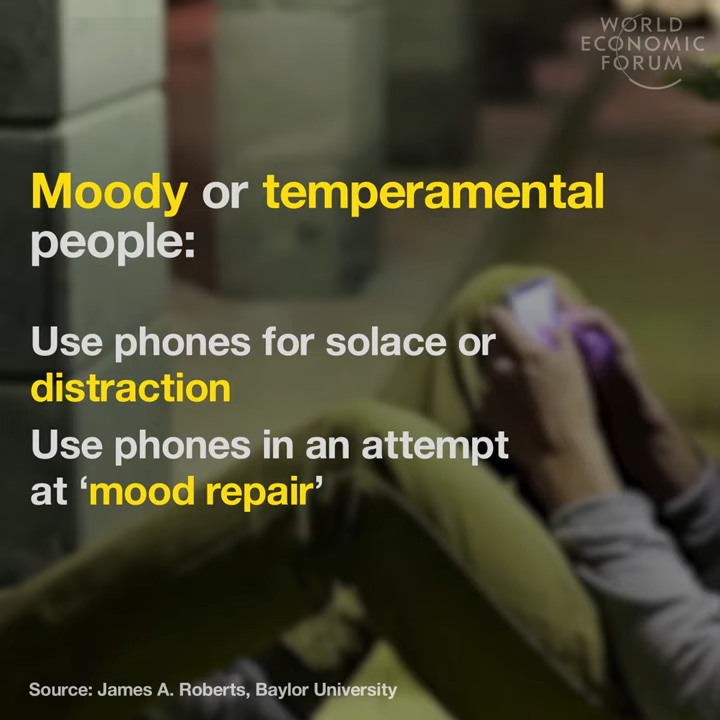 WORLD
ECONOMIC
FORUM
Moody or temperamental
people:
Use phones for solace or
distraction
Use phones in an attempt
at ‘mood repair’
Source: James A. Roberts, Baylor University